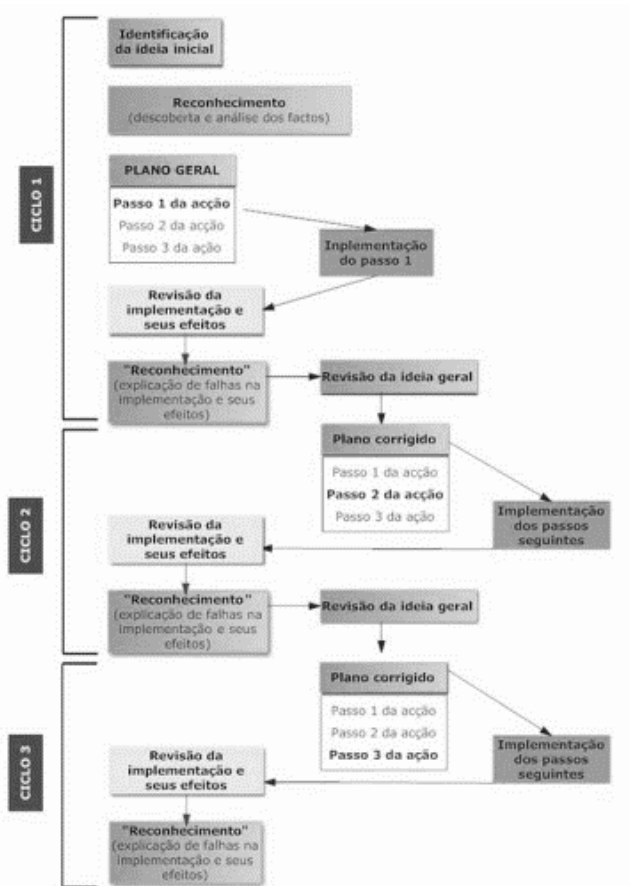 CICLO 1
Identificação
da ideia inicial
Reconhecimento
(descoberta e análise dos factos)
PLANO GERAL
Passo 1 da acção
Passo 2 da acção
Passo 3 da ação
Inplementação
do passo 1
Revisão da
implementação e
seus efeitos
"Reconhecimento"
(explicação de falhas na
implementação e seus
efeitos)
Revisão da ideia geral
CICLO 2
Plano corrigido
Passo 1 da acção
Passo 2 da acção
Passo 3 da ação
Implementação
dos passos
seguintes
Revisão da
implementação e
seus efeitos
"Reconhecimento"
(explicação de falhas na
implementação e seus
efeitos)
Revisão da ideia geral
CICLO 3
Plano corrigido
Passo 1 da acção
Passo 2 da acção
Passo 3 da ação
Implementação
dos passos
seguintes
Revisão da
implementação e
seus efeitos
"Reconhecimento"
(explicação de falhas na
implementação e seus
efeitos)